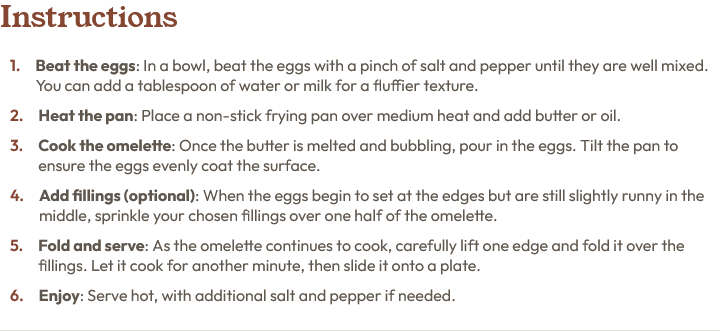 Instructions
1. Beat the eggs: In a bowl, beat the eggs with a pinch of salt and pepper until they are well mixed.
You can add a tablespoon of water or milk for a fluffier texture.
2. Heat the pan: Place a non-stick frying pan over medium heat and add butter or oil.
3. Cook the omelette: Once the butter is melted and bubbling, pour in the eggs. Tilt the pan to
ensure the eggs evenly coat the surface.
4. Add fillings (optional): When the eggs begin to set at the edges but are still slightly runny in the
middle, sprinkle your chosen fillings over one half of the omelette.
5. Fold and serve: As the omelette continues to cook, carefully lift one edge and fold it over the
fillings. Let it cook for another minute, then slide it onto a plate.
6. Enjoy: Serve hot, with additional salt and pepper if needed.